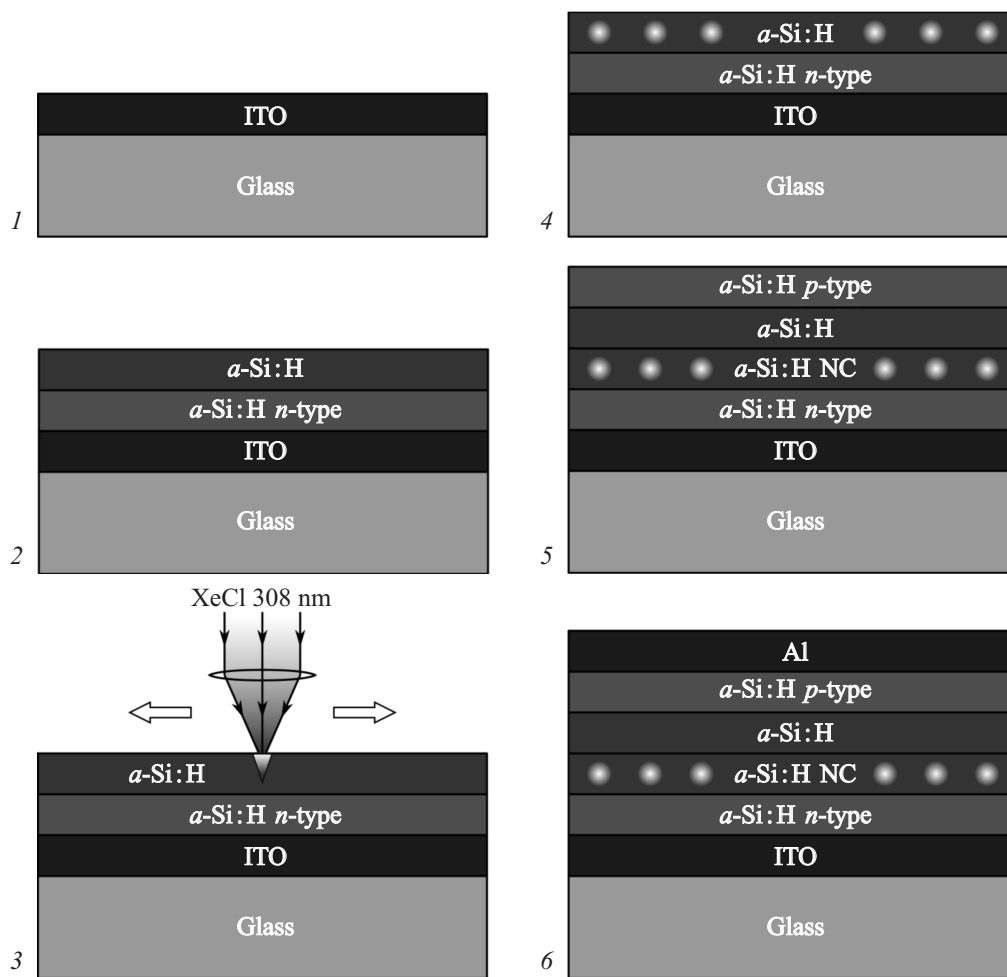 ITO
Glass
1
a-Si:H
a-Si:H n-type
ITO
Glass
2
XeCl 308 nm
a-Si:H
a-Si:H n-type
ITO
Glass
3
a-Si:H
a-Si:H n-type
ITO
Glass
4
a-Si:H p-type
a-Si:H
a-Si:H NC
a-Si:H n-type
ITO
Glass
5
Al
a-Si:H p-type
a-Si:H
a-Si:H NC
a-Si:H n-type
ITO
Glass
6